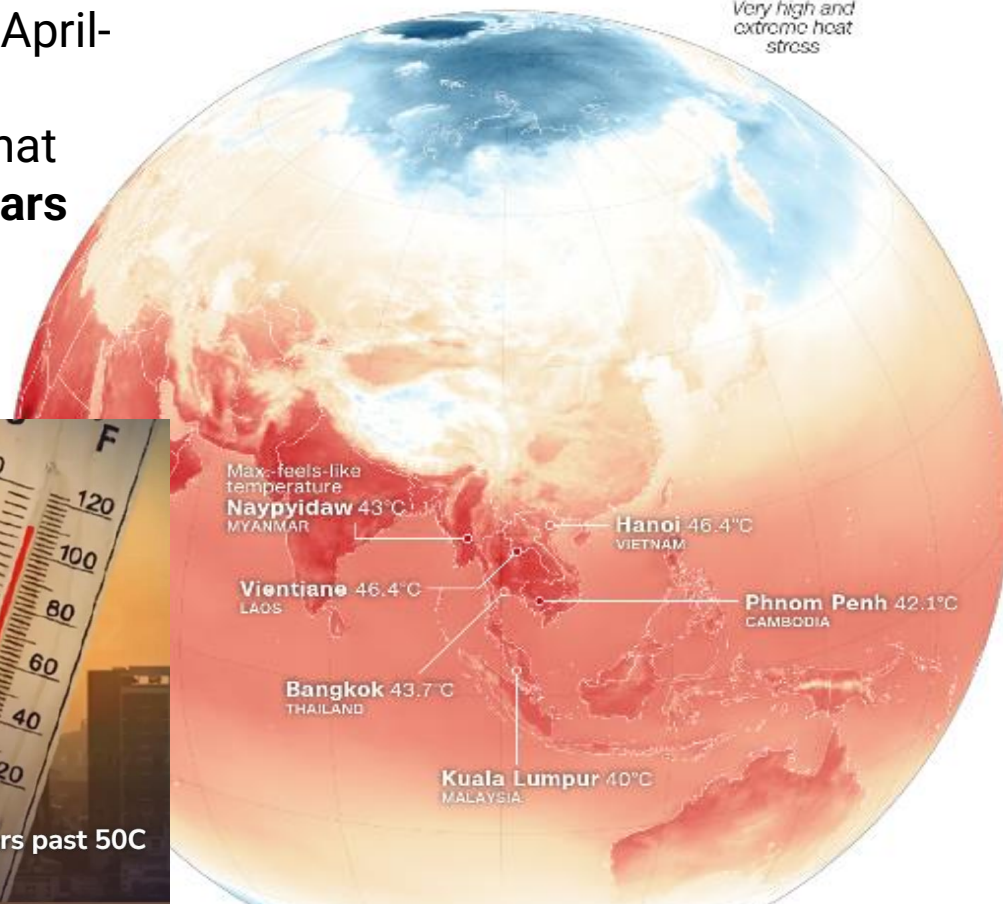 April-
hat
ars
Very high and
extreme heat
stress
Max.-feels-like
temperature
Naypyidaw 43°C
MYANMAR
Hanoi 46.4°C
VIETNAM
Vientiane 46.4°C
LAOS
Phnom Penh 42.1°C
CAMBODIA
Bangkok 43.7°C
THAILAND
Kuala Lumpur 40°C
MALAYSIA
F
120
100
80
60
40
20
rs past 50C